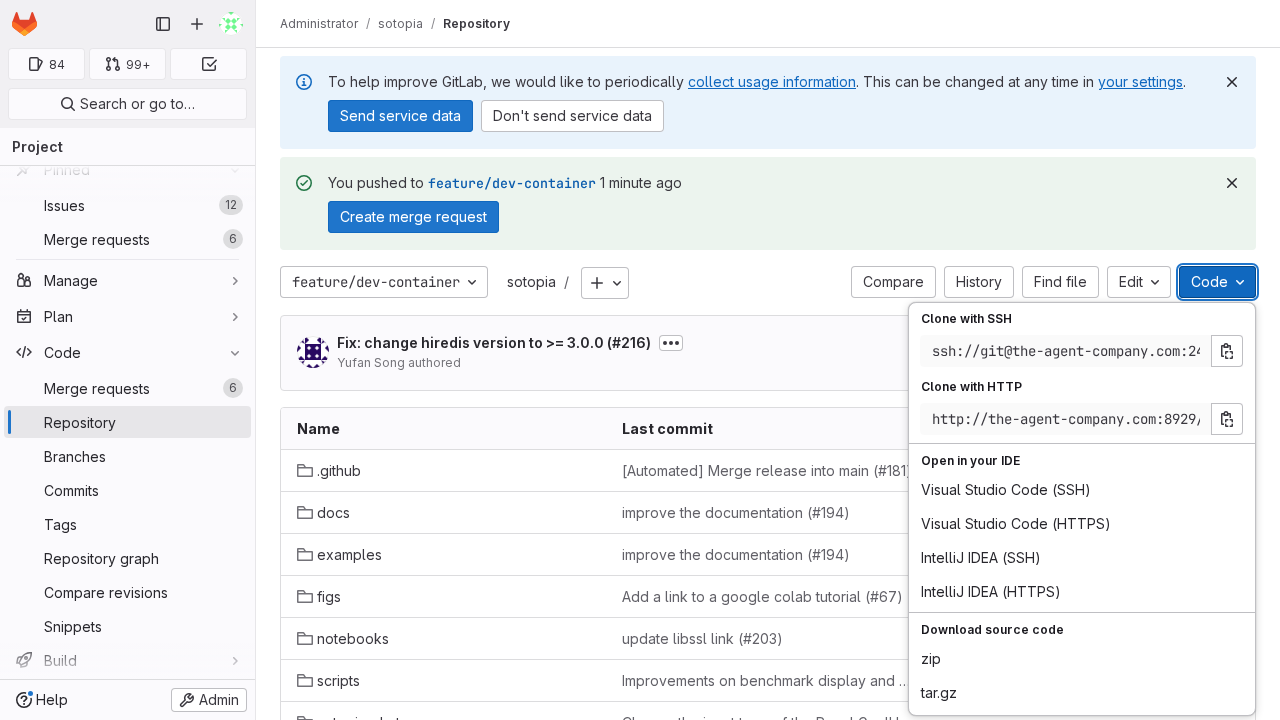 Administrator / sotopia / Repository
84
99+
Search or go to…
Project
Pinned
Issues 12
Merge requests 6
Manage
Plan
Code
Merge requests 6
Repository
Branches
Commits
Tags
Repository graph
Compare revisions
Snippets
Build
Help
Admin
To help improve GitLab, we would like to periodically collect usage information. This can be changed at any time in your settings.
Send service data Don't send service data
You pushed to feature/dev-container 1 minute ago
Create merge request
feature/dev-container sotopia / Compare History Find file Edit Code
Fix: change hiredis version to >= 3.0.0 (#216)
Yufan Song authored
Name Last commit
.github [Automated] Merge release into main (#181)
docs improve the documentation (#194)
examples improve the documentation (#194)
figs Add a link to a google colab tutorial (#67)
notebooks update libssl link (#203)
scripts Improvements on benchmark display and …
Clone with SSH
ssh://git@the-agent-company.com:24
Clone with HTTP
http://the-agent-company.com:8929/
Open in your IDE
Visual Studio Code (SSH)
Visual Studio Code (HTTPS)
IntelliJ IDEA (SSH)
IntelliJ IDEA (HTTPS)
Download source code
zip
tar.gz